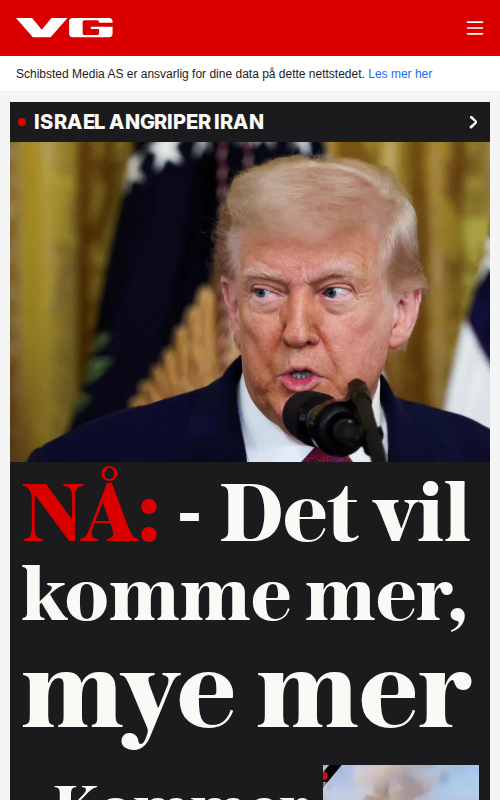 VG
Schibsted Media AS er ansvarlig for dine data på dette nettstedet. Les mer her
ISRAEL ANGRIPER IRAN
NÅ: - Det vil
komme mer,
mye mer